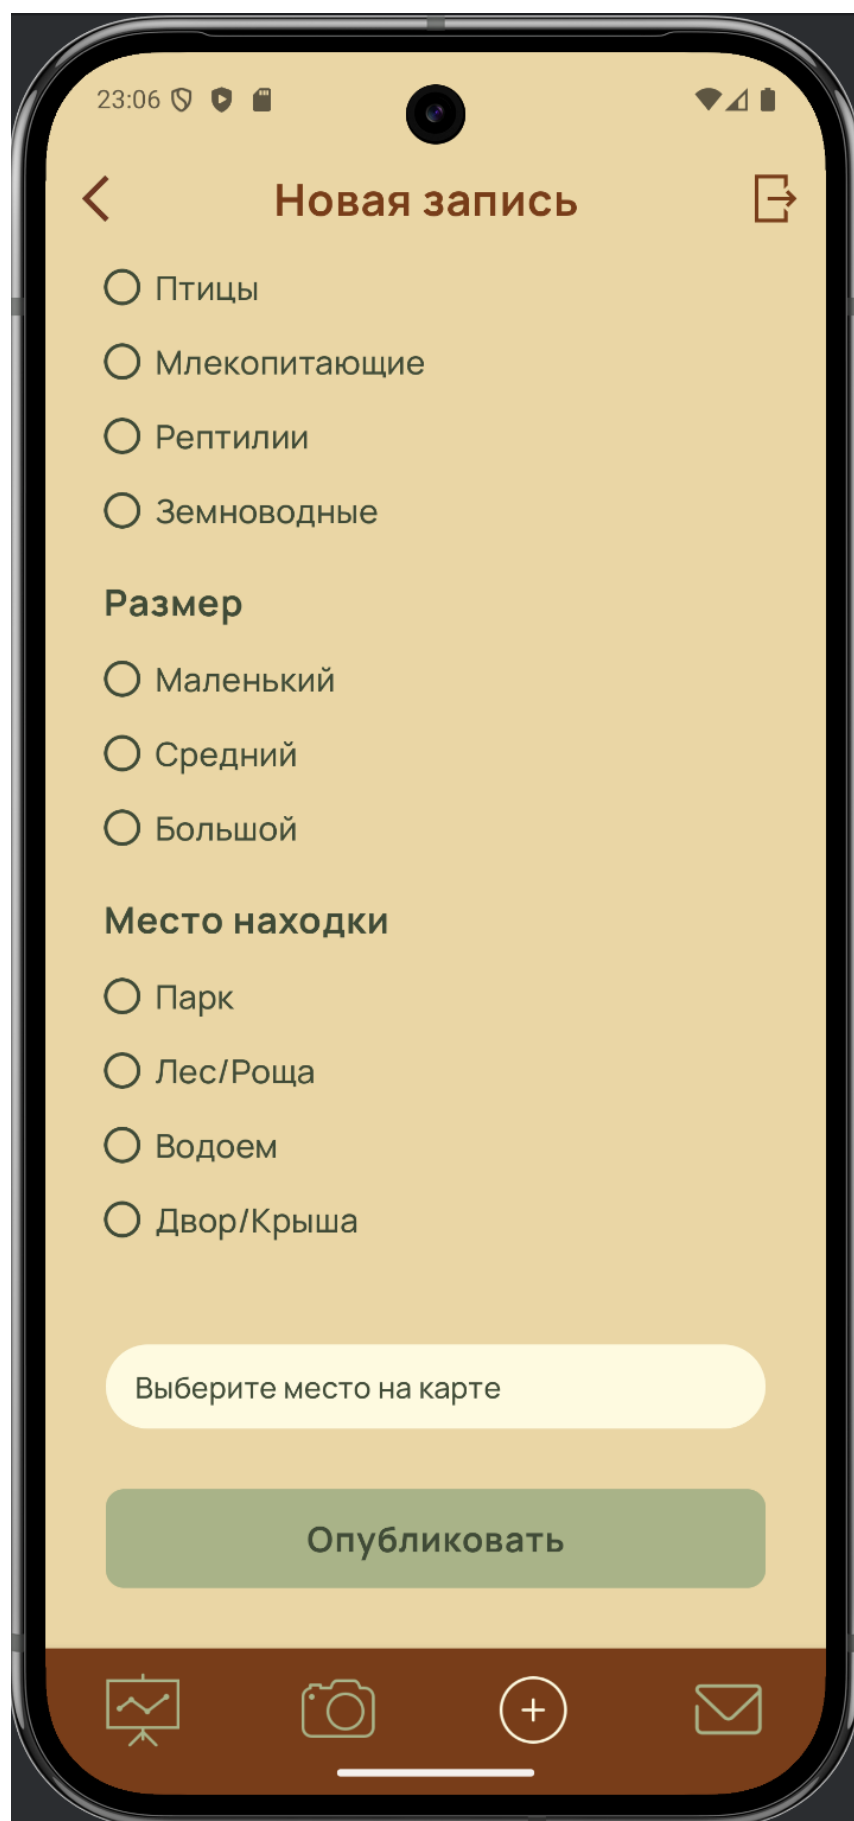 23:06
Новая запись
Птицы
Млекопитающие
Рептилии
Земноводные
Размер
Маленький
Средний
Большой
Место находки
Парк
Лес/Роща
Водоем
Двор/Крыша
Выберите место на карте
Опубликовать